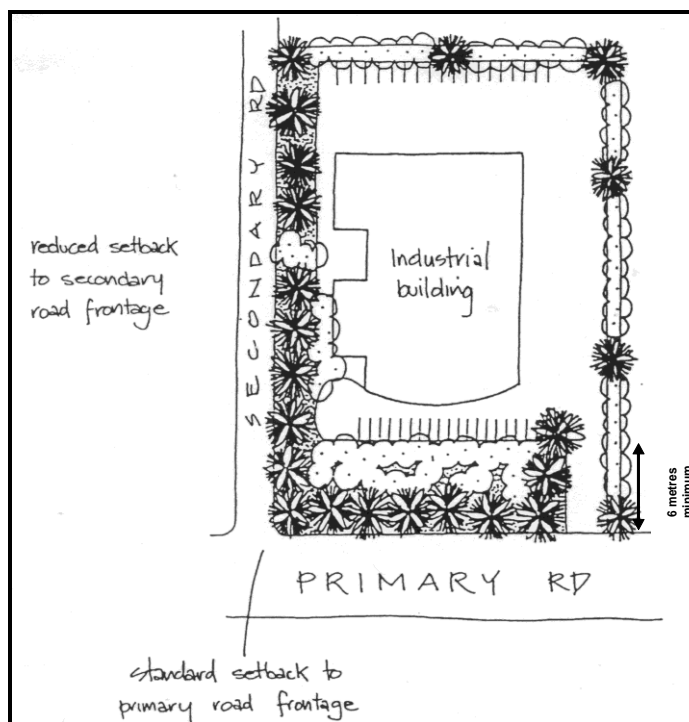 reduced setback
to secondary
road frontage
SECONDARY RD
Industrial
building
6 metres
minimum
PRIMARY RD
standard setback to
primary road frontage